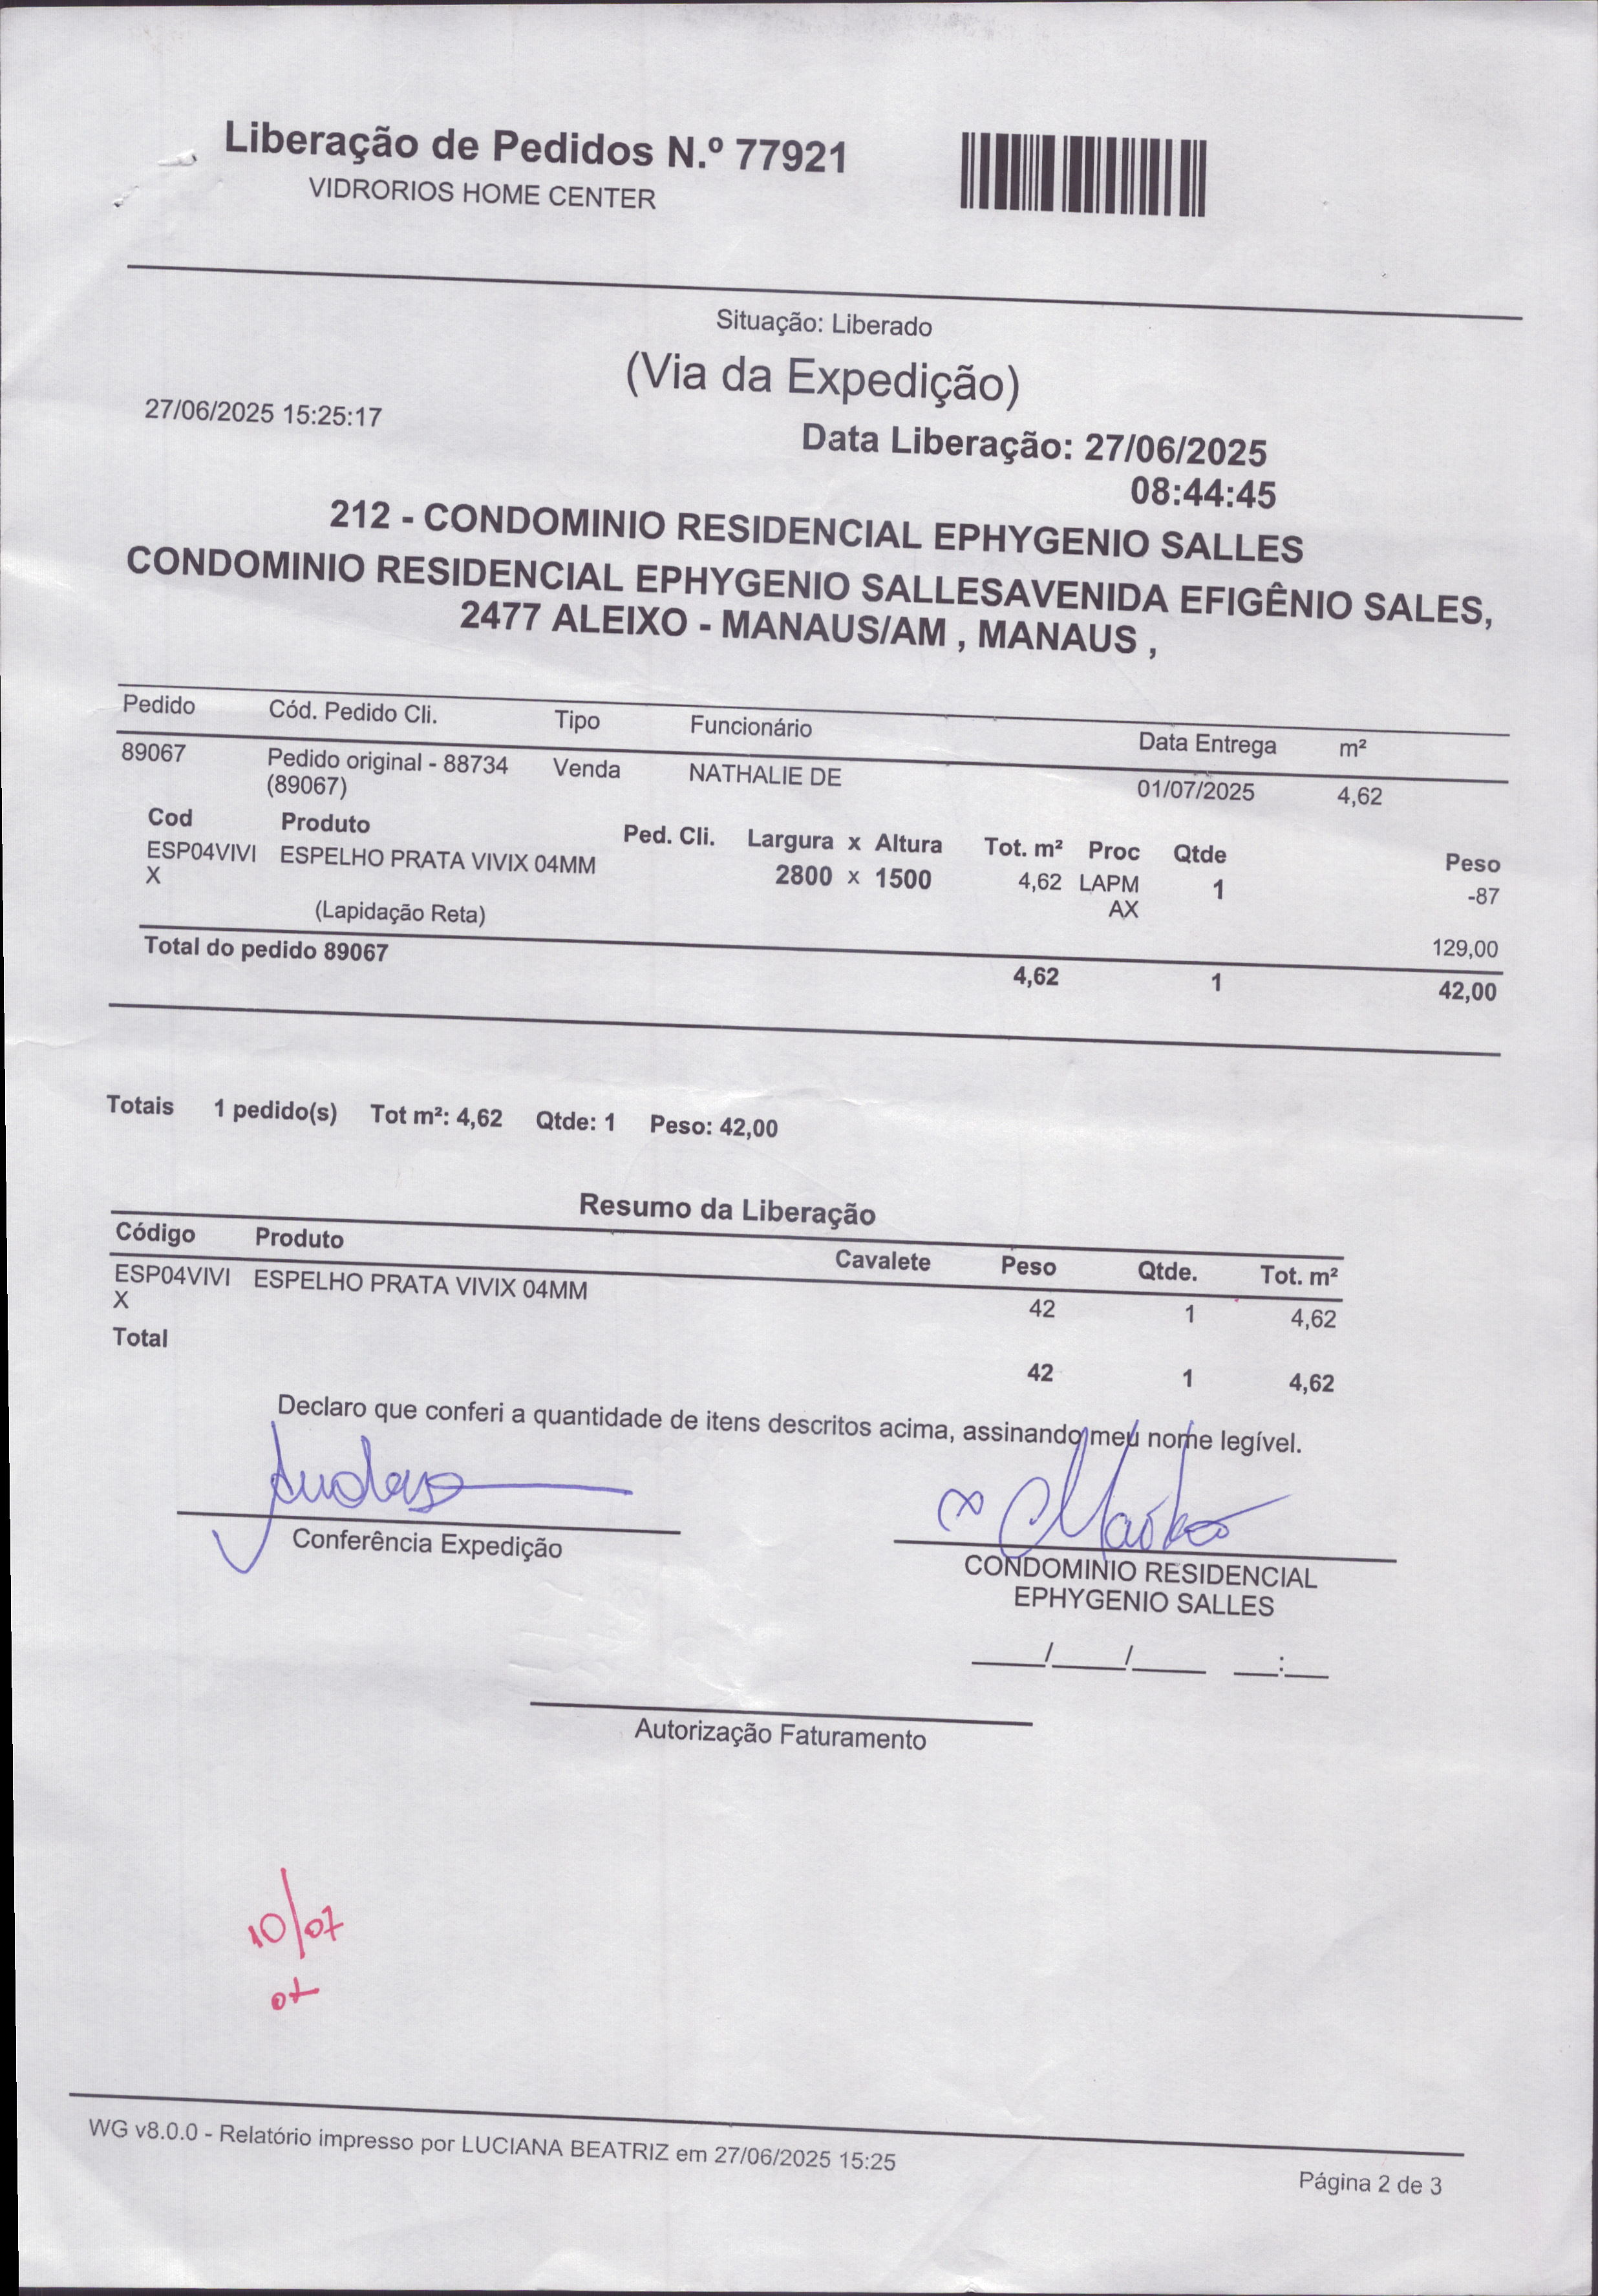 Liberação de Pedidos N.º 77921
VIDRORIOS HOME CENTER
Situação: Liberado
(Via da Expedição)
27/06/2025 15:25:17
Data Liberação: 27/06/2025
08:44:45
212 - CONDOMINIO RESIDENCIAL EPHYGENIO SALLES
CONDOMINIO RESIDENCIAL EPHYGENIO SALLESAVENIDA EFIGÊNIO SALES,
2477 ALEIXO - MANAUS/AM , MANAUS ,
Pedido Cód. Pedido Cli. Tipo Funcionário Data Entrega m²
89067 Pedido original - 88734 Venda NATHALIE DE 01/07/2025 4,62
(89067)
Cod Produto Ped. Cli. Largura x Altura Tot. m² Proc Qtde Peso
ESP04VIVI ESPELHO PRATA VIVIX 04MM 2800 x 1500 4,62 LAPM 1 -87
X AX
(Lapidação Reta) 129,00
Total do pedido 89067 4,62 1 42,00
Totais 1 pedido(s) Tot m²: 4,62 Qtde: 1 Peso: 42,00
Resumo da Liberação
Código Produto Cavalete Peso Qtde. Tot. m²
ESP04VIVI ESPELHO PRATA VIVIX 04MM 42 1 4,62
X
Total 42 1 4,62
Declaro que conferi a quantidade de itens descritos acima, assinando meu nome legível.
Conferência Expedição
CONDOMINIO RESIDENCIAL
EPHYGENIO SALLES
____/____/____ __:__
Autorização Faturamento
10/07
WG v8.0.0 - Relatório impresso por LUCIANA BEATRIZ em 27/06/2025 15:25
Página 2 de 3